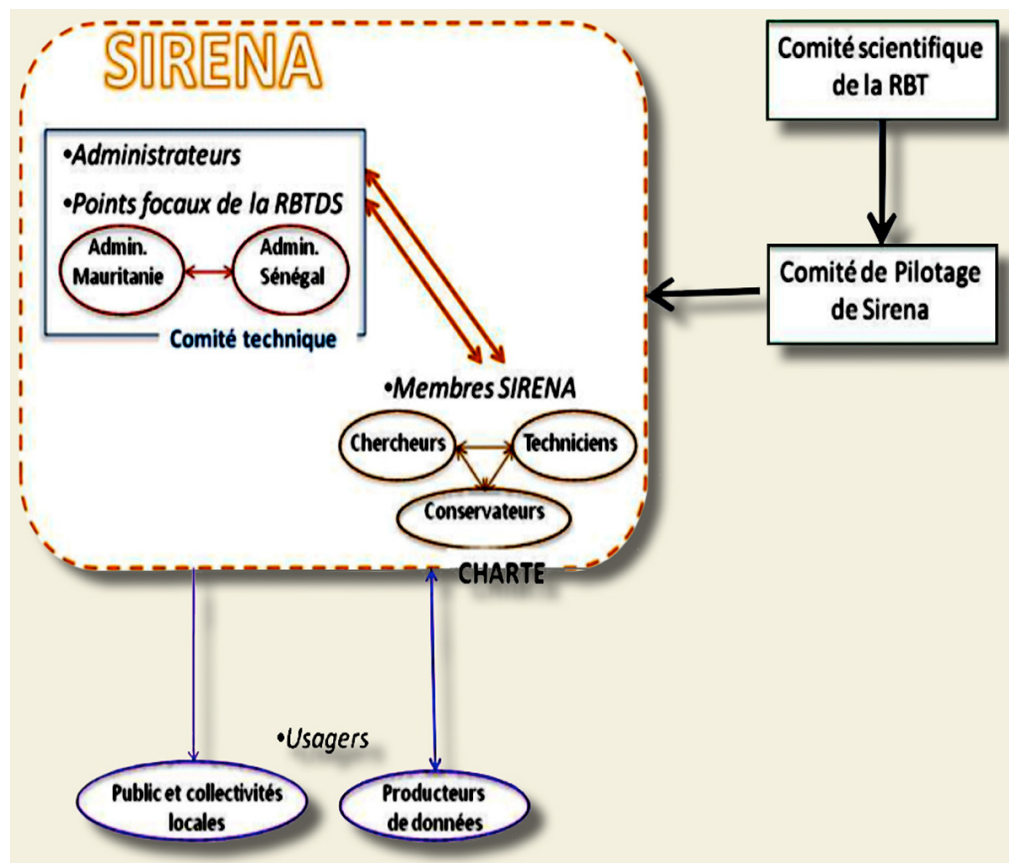 SIRENA
•Administrateurs
•Points focaux de la RBTDS
Admin.
Mauritanie
Admin.
Sénégal
Comité technique
•Membres SIRENA
Chercheurs
Techniciens
Conservateurs
CHARTE
Comité scientifique
de la RBT
Comité de Pilotage
de Sirena
•Usagers
Public et collectivités
locales
Producteurs
de données